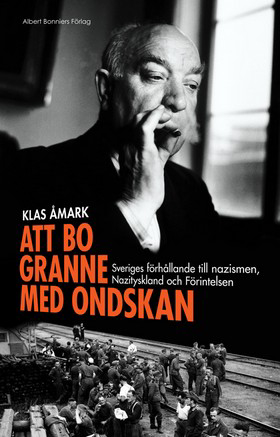 Albert Bonniers Förlag
KLAS ÅMARK
ATT BO
GRANNE
MED ONDSKAN
Sveriges förhållande till nazismen,
Nazityskland och Förintelsen